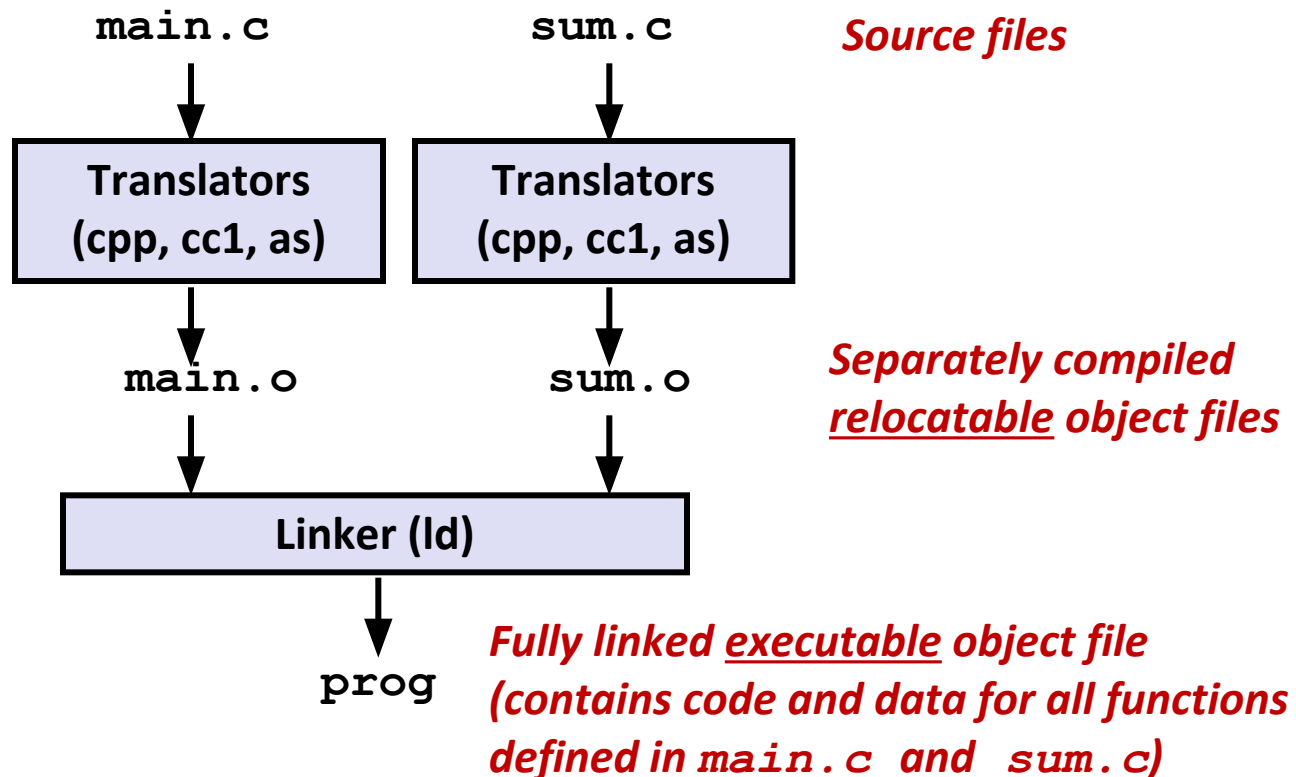 main.c
sum.c
Source files
Translators
(cpp, cc1, as)
Translators
(cpp, cc1, as)
main.o
sum.o
Separately compiled
relocatable object files
Linker (ld)
prog
Fully linked executable object file
(contains code and data for all functions
defined in main.c and sum.c)